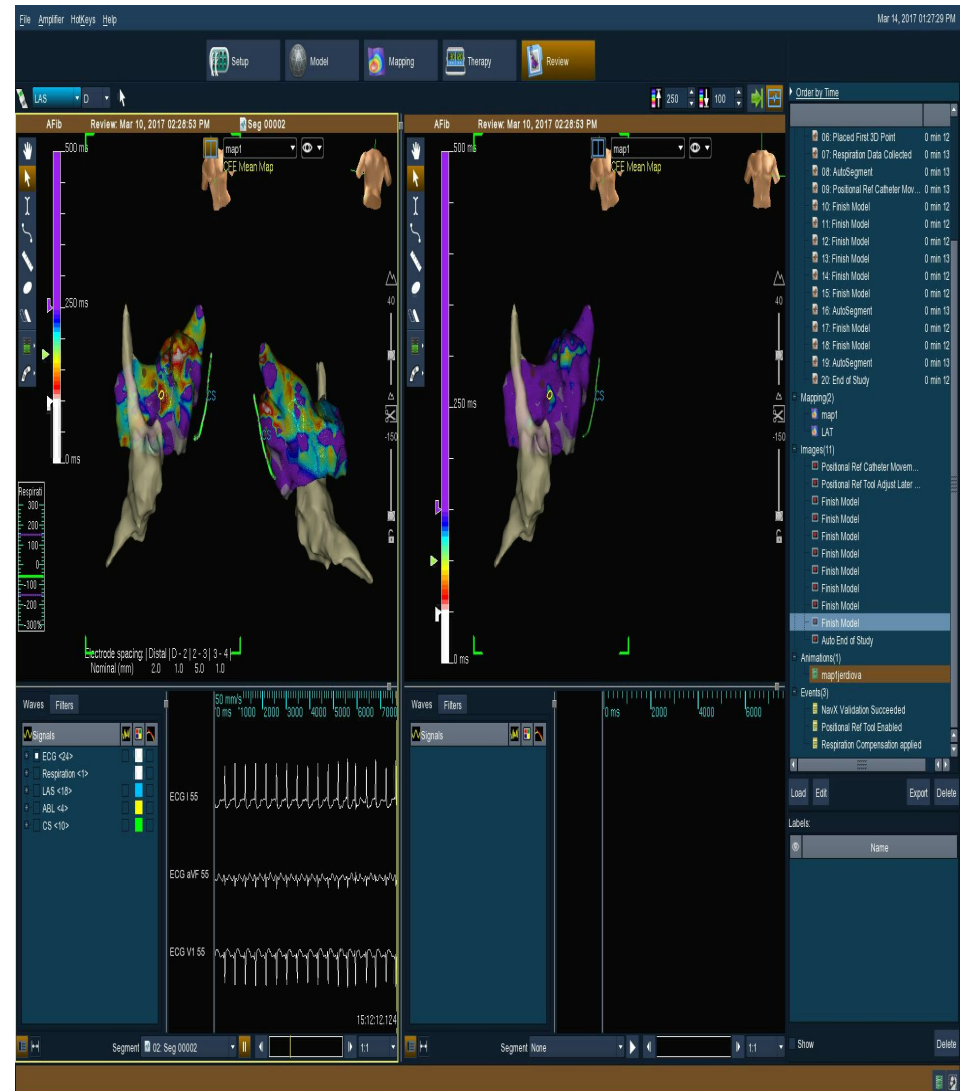 File Amplifier HotKeys Help
Mar 14, 2017 01:27:29 PM
Setup
Model
Mapping
Therapy
Review
LAS
D
250
100
Order by Time
AFib Review: Mar 10, 2017 02:28:53 PM Seg 00002
500 ms
map1
CFE Mean Map
250 ms
0 ms
40
-150
CS
CS
Respirati
300
200
100
0
-100
-200
-300%
Electrode spacing: |Distal |D - 2| 2 - 3| 3 - 4|
Nominal (mm) 2.0 1.0 5.0 1.0
AFib Review: Mar 10, 2017 02:28:53 PM
500 ms
map1
CFE Mean Map
250 ms
0 ms
40
-150
CS
06: Placed First 3D Point 0 min 12
07: Respiration Data Collected 0 min 13
08: AutoSegment 0 min 13
09: Positional Ref Catheter Mov... 0 min 13
10: Finish Model 0 min 12
11: Finish Model 0 min 12
12: Finish Model 0 min 12
13: Finish Model 0 min 12
14: Finish Model 0 min 12
15: Finish Model 0 min 12
16: AutoSegment 0 min 13
17: Finish Model 0 min 12
18: Finish Model 0 min 12
19: AutoSegment 0 min 13
20: End of Study 0 min 12
Mapping(2)
map1
LAT
Images(11)
Positional Ref Catheter Movem...
Positional Ref Tool Adjust Later ...
Finish Model
Finish Model
Finish Model
Finish Model
Finish Model
Finish Model
Finish Model
Finish Model
Auto End of Study
Animations(1)
map1jerdiova
Events(3)
NavX Validation Succeeded
Positional Ref Tool Enabled
Respiration Compensation applied
Load Edit Export Delete
Labels:
Name
Show Delete
Waves Filters
Signals
ECG <24>
Respiration <1>
LAS <18>
ABL <4>
CS <10>
50 mm/s
0 ms 1000 2000 3000 4000 5000 6000 7000
ECG I 55
ECG aVF 55
ECG V1 55
15:12:12.124
Segment 02: Seg 00002 1:1
Waves Filters
Signals
0 ms 2000 4000 6000
Segment None 1:1